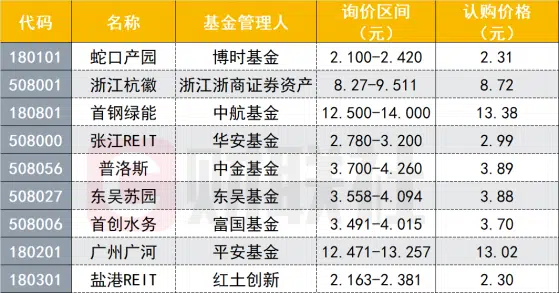 代码 名称 基金管理人 询价区间（元） 认购价格（元）
180101 蛇口产园 博时基金 2.100-2.420 2.31
508001 浙江杭徽 浙江浙商证券资产 8.27-9.511 8.72
180801 首钢绿能 中航基金 12.500-14.000 13.38
508000 张江REIT 华安基金 2.780-3.200 2.99
508056 普洛斯 中金基金 3.700-4.260 3.89
508027 东吴苏园 东吴基金 3.558-4.094 3.88
508006 首创水务 富国基金 3.491-4.015 3.70
180201 广州广河 平安基金 12.471-13.257 13.02
180301 盐港REIT 红土创新 2.163-2.381 2.30